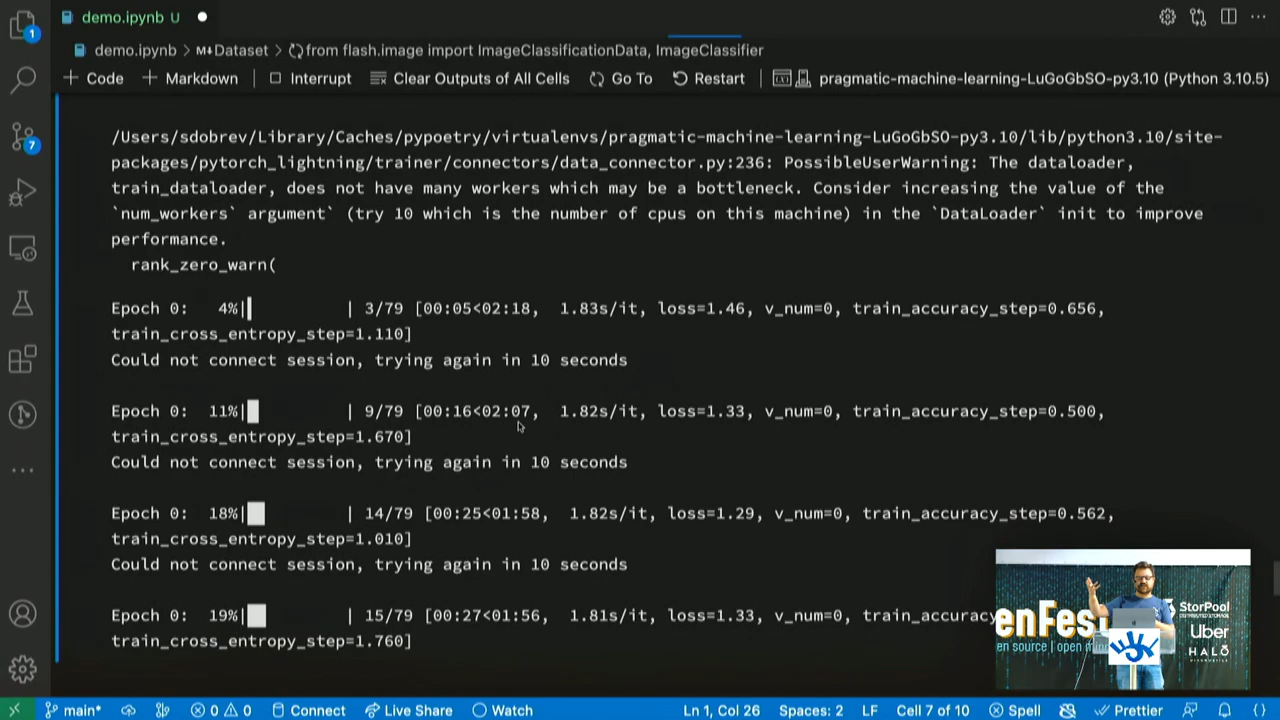 demo.ipynb U
demo.ipynb > M↓Dataset > from flash.image import ImageClassificationData, ImageClassifier
+ Code + Markdown Interrupt Clear Outputs of All Cells Go To Restart pragmatic-machine-learning-LuGoGbSO-py3.10 (Python 3.10.5)
1
7
/Users/sdobrev/Library/Caches/pypoetry/virtualenvs/pragmatic-machine-learning-LuGoGbSO-py3.10/lib/python3.10/site-
packages/pytorch_lightning/trainer/connectors/data_connector.py:236: PossibleUserWarning: The dataloader,
train_dataloader, does not have many workers which may be a bottleneck. Consider increasing the value of the
`num_workers` argument` (try 10 which is the number of cpus on this machine) in the `DataLoader` init to improve
performance.
rank_zero_warn(
Epoch 0: 4%| | 3/79 [00:05<02:18, 1.83s/it, loss=1.46, v_num=0, train_accuracy_step=0.656,
train_cross_entropy_step=1.110]
Could not connect session, trying again in 10 seconds
Epoch 0: 11%| | 9/79 [00:16<02:07, 1.82s/it, loss=1.33, v_num=0, train_accuracy_step=0.500,
train_cross_entropy_step=1.670]
Could not connect session, trying again in 10 seconds
Epoch 0: 18%| | 14/79 [00:25<01:58, 1.82s/it, loss=1.29, v_num=0, train_accuracy_step=0.562,
train_cross_entropy_step=1.010]
Could not connect session, trying again in 10 seconds
Epoch 0: 19%| | 15/79 [00:27<01:56, 1.81s/it, loss=1.33, v_num=0, train_accuracy
train_cross_entropy_step=1.760]
enFest
en source | open
StorPool
Uber
HALO
main* 0 0 Connect Live Share Watch Ln 1, Col 26 Spaces: 2 LF Cell 7 of 10 Spell Prettier